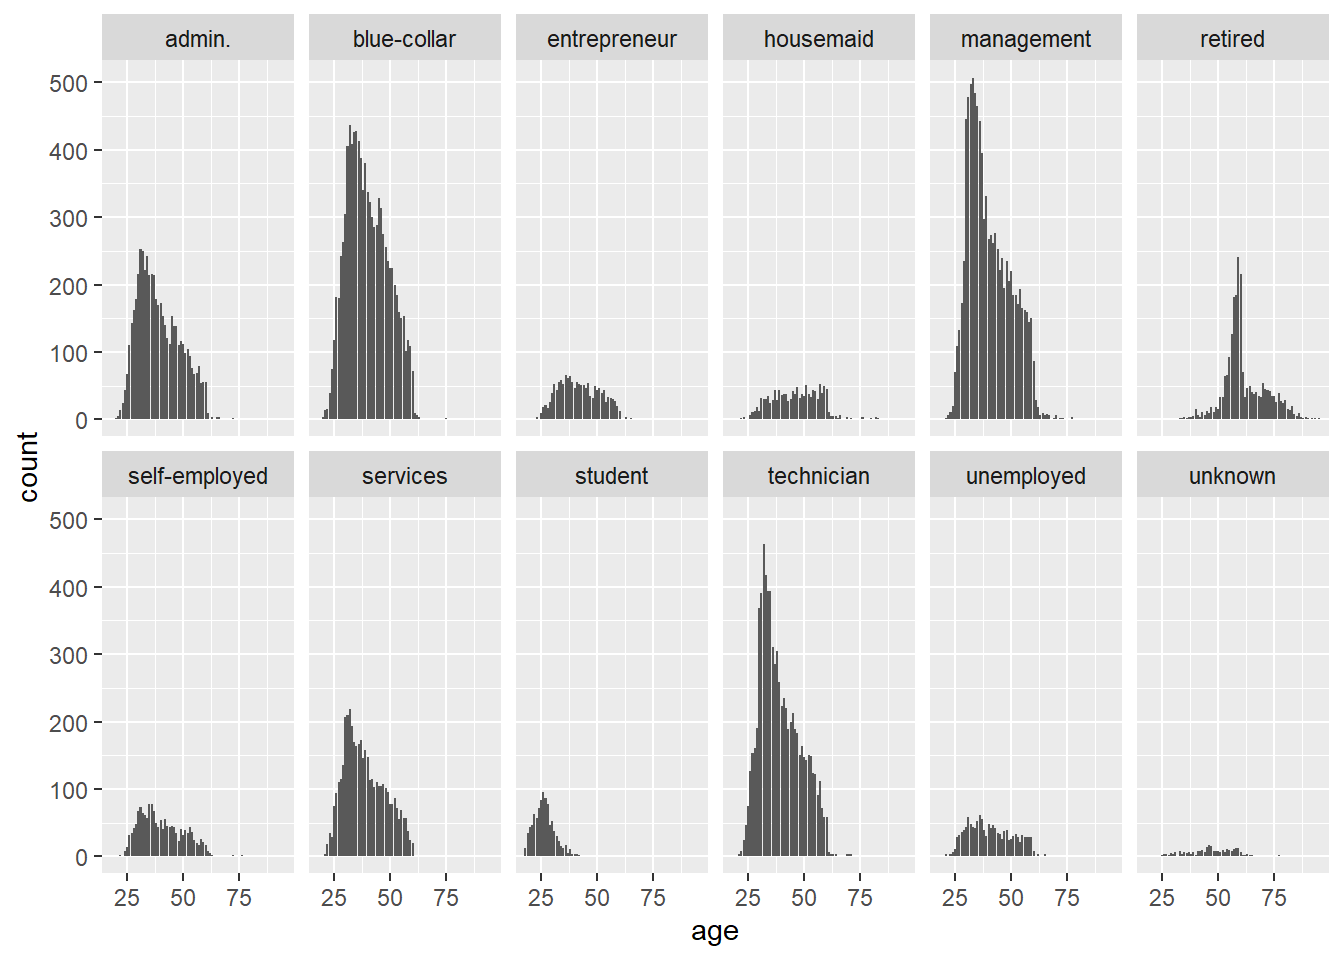 admin. blue-collar entrepreneur housemaid management retired
500
400
300
200
100
0
count
self-employed services student technician unemployed unknown
500
400
300
200
100
0
25 50 75 25 50 75 25 50 75 25 50 75 25 50 75 25 50 75
age